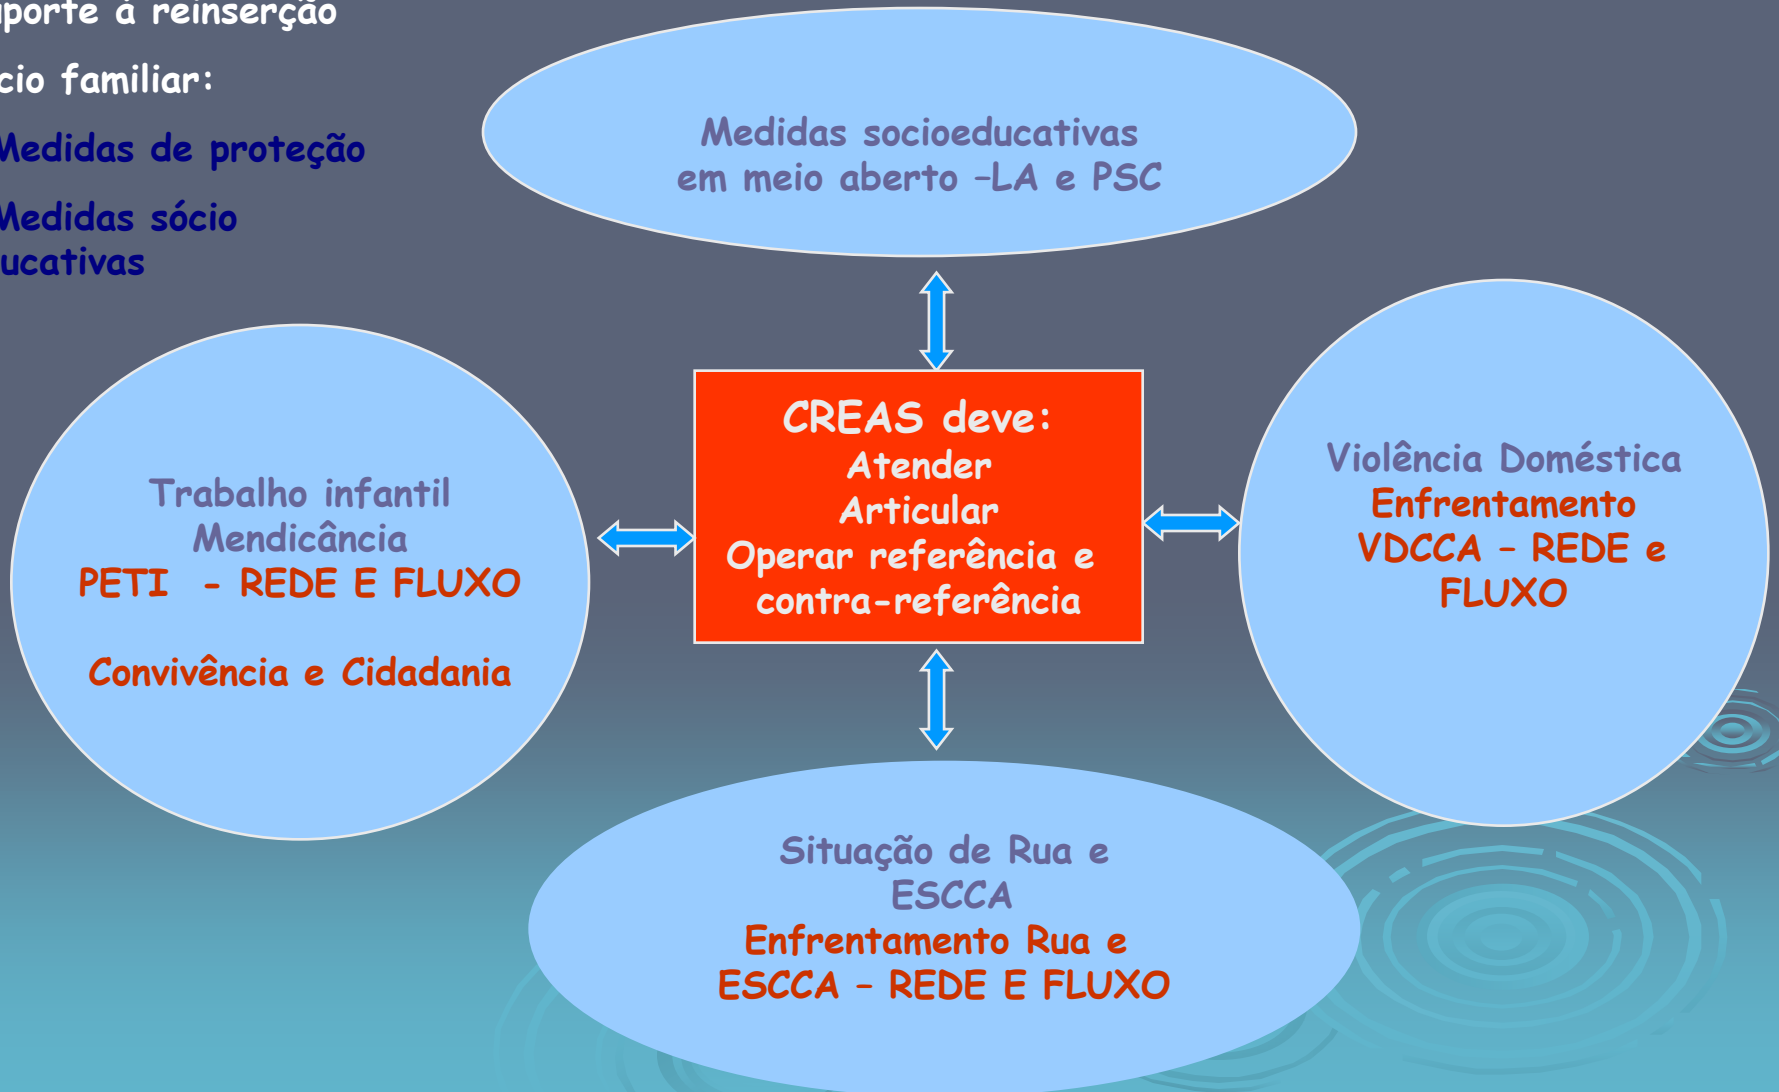 porte à reinserção
cio familiar:
Medidas de proteção
Medidas sócio
ucativas
Medidas socioeducativas
em meio aberto –LA e PSC
Trabalho infantil
Mendicância
PETI - REDE E FLUXO
Convivência e Cidadania
CREAS deve:
Atender
Articular
Operar referência e
contra-referência
Violência Doméstica
Enfrentamento
VDCCA – REDE e
FLUXO
Situação de Rua e
ESCCA
Enfrentamento Rua e
ESCCA – REDE E FLUXO